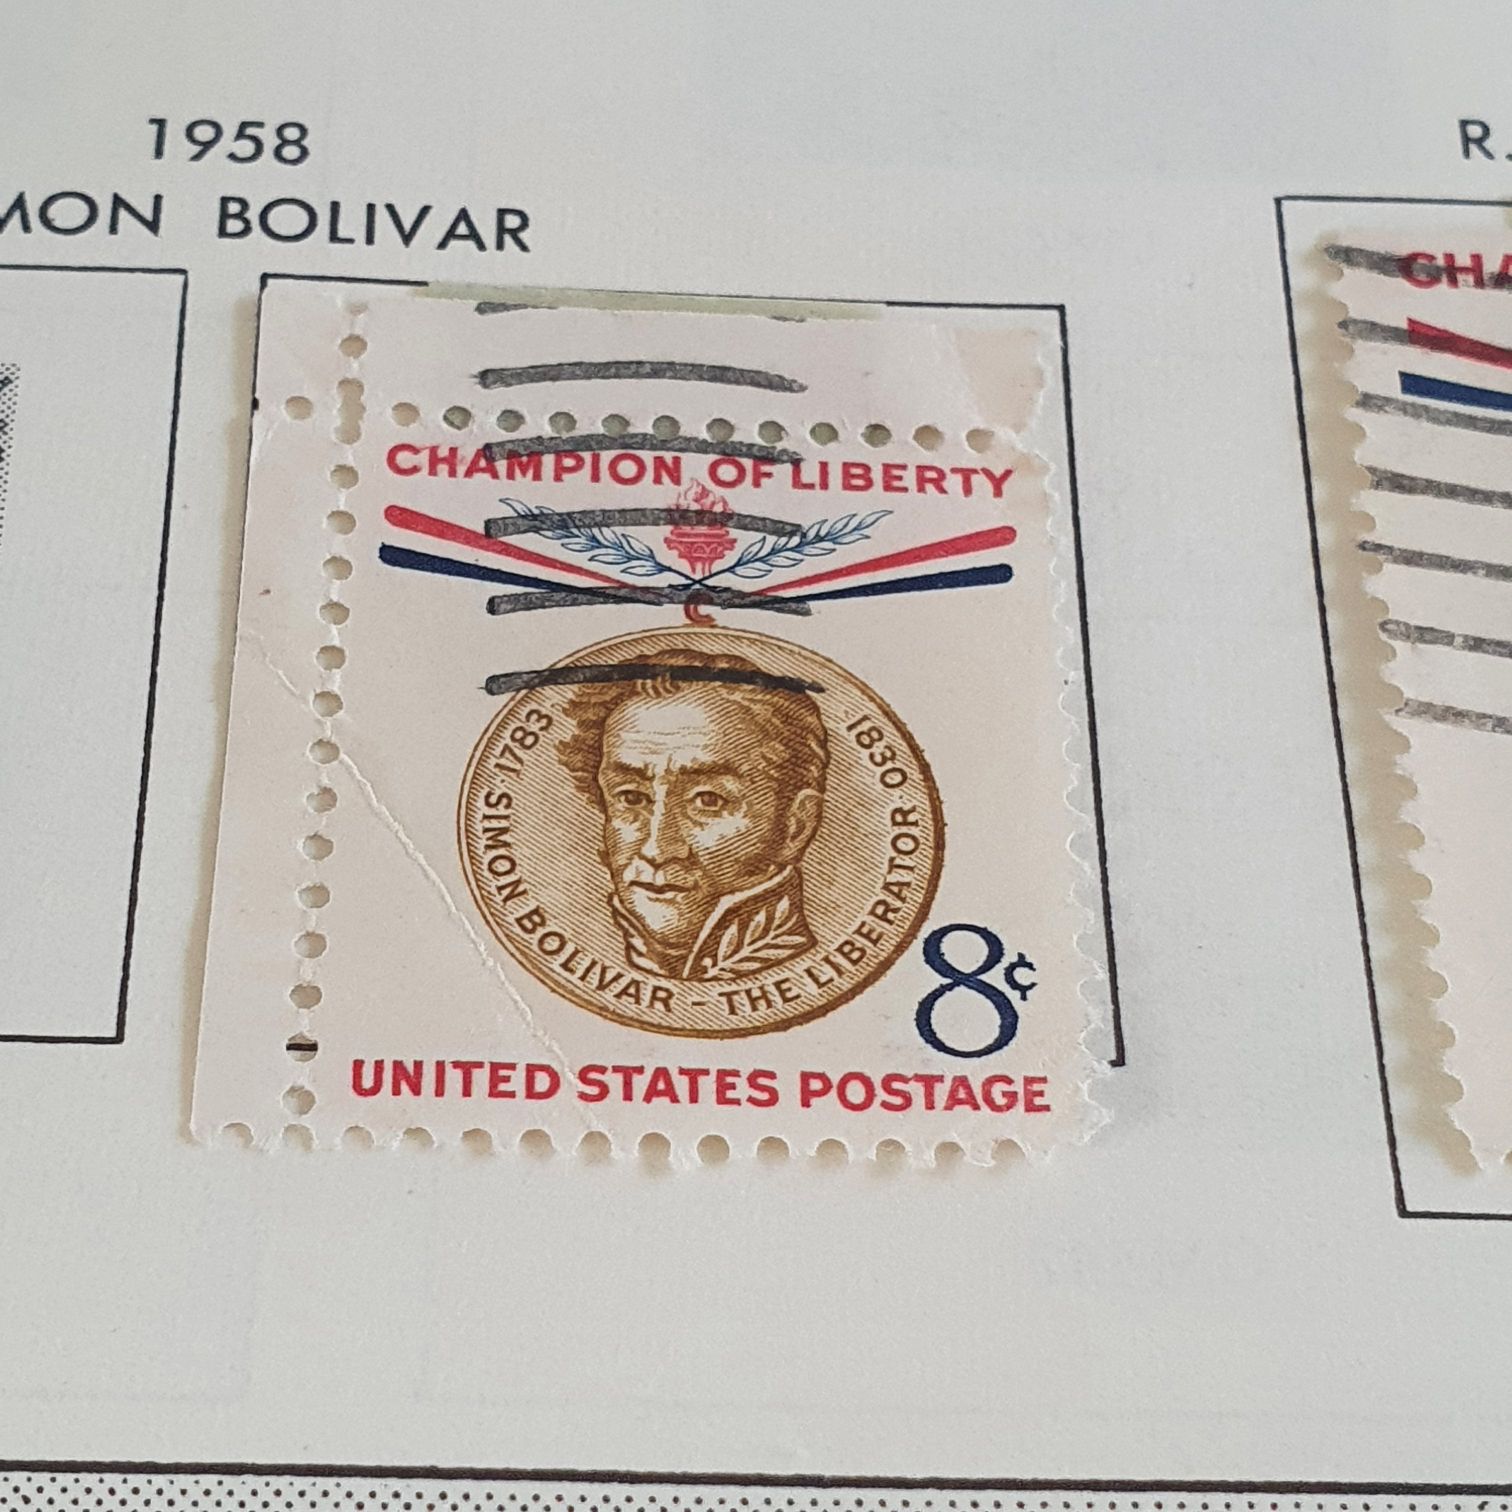 1958
MON BOLIVAR
R.
CHA
CHAMPION OF LIBERTY
SIMON BOLIVAR - THE LIBERATOR
1783
1830
8¢
UNITED STATES POSTAGE